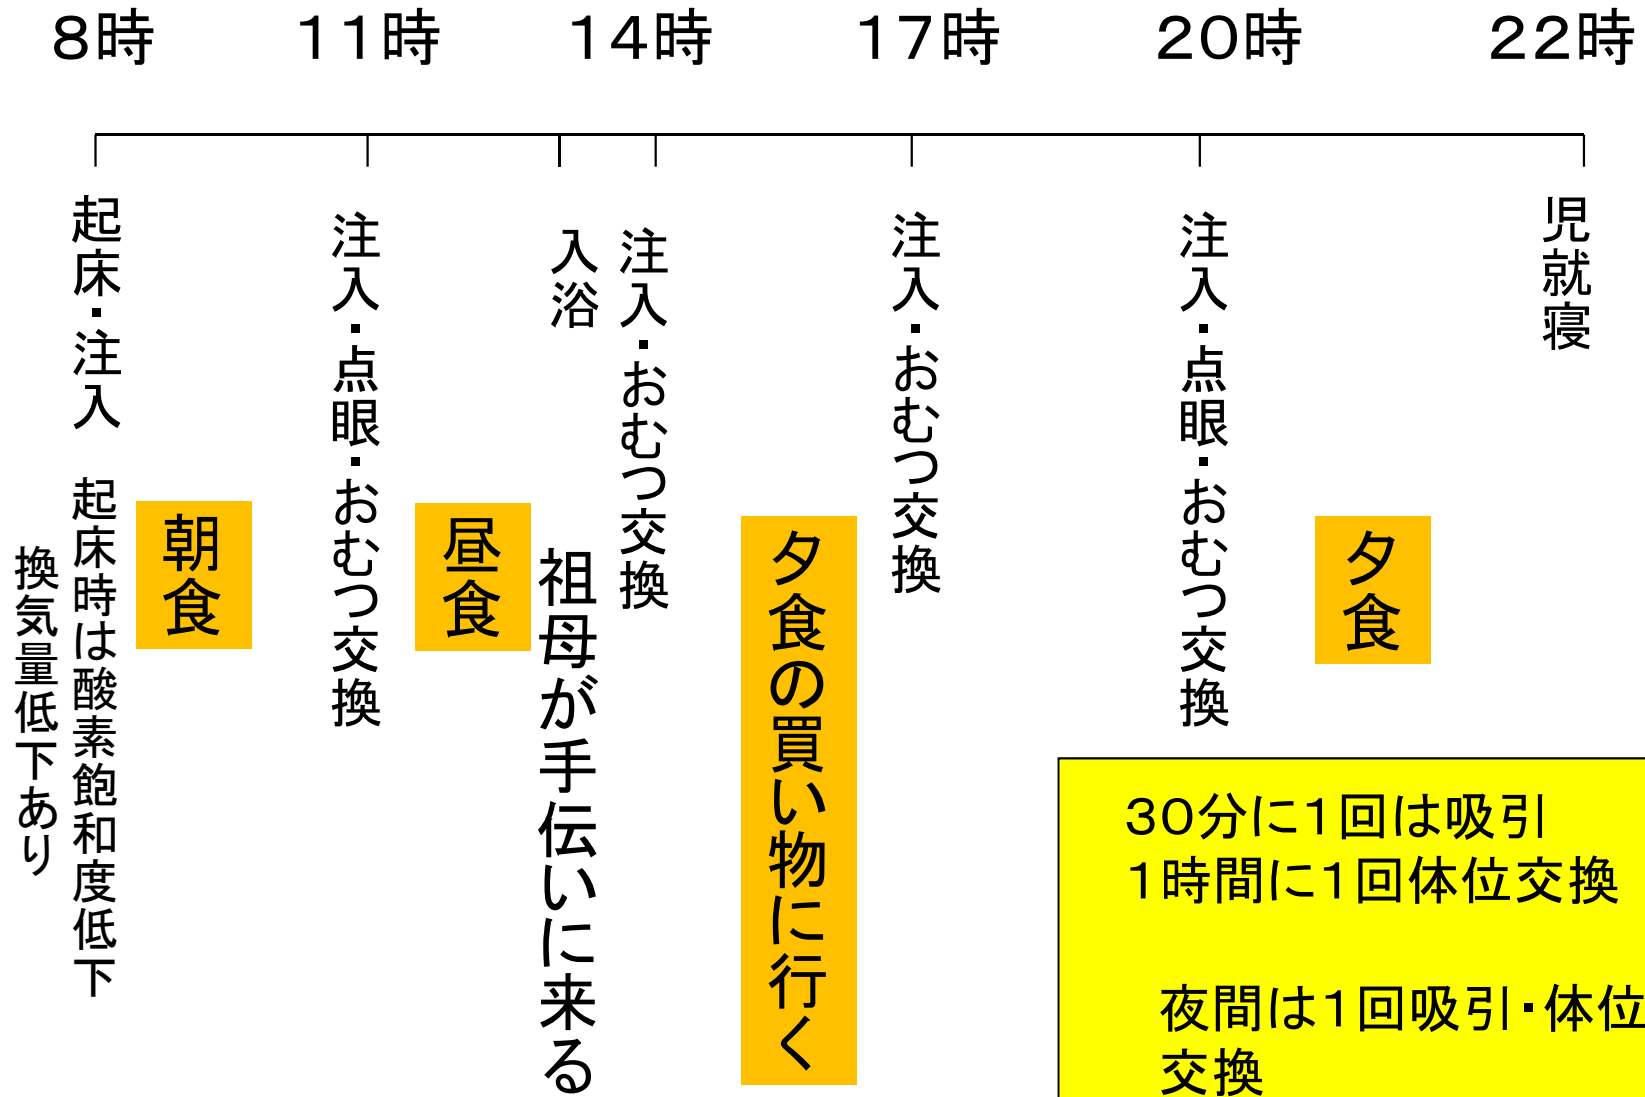 8時
11時
14時
17時
20時
22時
起床・注入
起床時は酸素飽和度低下
換気量低下あり
朝食
注入・点眼・おむつ交換
昼食
入浴
祖母が手伝いに来る
注入・おむつ交換
夕食の買い物に行く
注入・おむつ交換
注入・点眼・おむつ交換
夕食
児就寝
30分に1回は吸引
1時間に1回体位交換
夜間は1回吸引・体位
交換